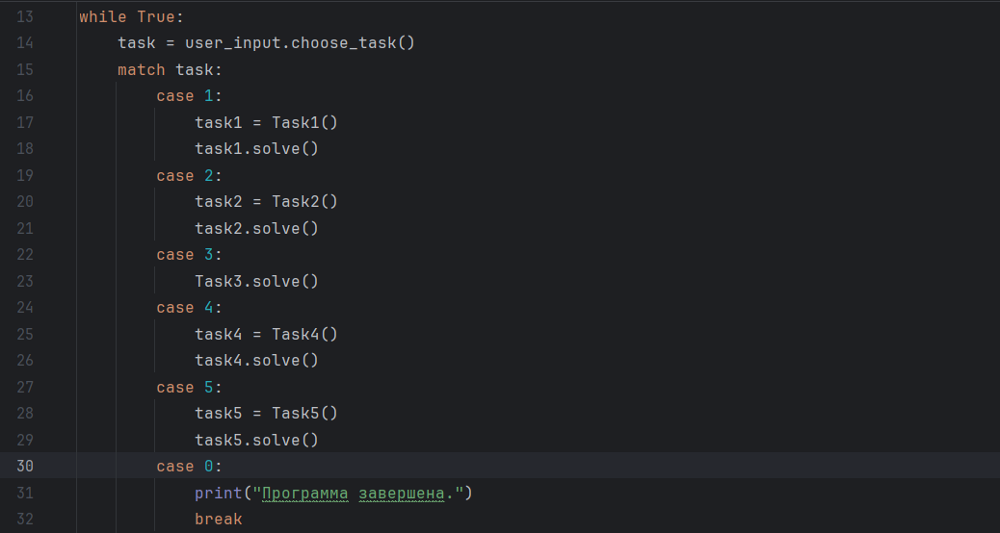 13 while True:
14     task = user_input.choose_task()
15     match task:
16         case 1:
17             task1 = Task1()
18             task1.solve()
19         case 2:
20             task2 = Task2()
21             task2.solve()
22         case 3:
23             Task3.solve()
24         case 4:
25             task4 = Task4()
26             task4.solve()
27         case 5:
28             task5 = Task5()
29             task5.solve()
30         case 0:
31             print("Программа завершена.")
32             break